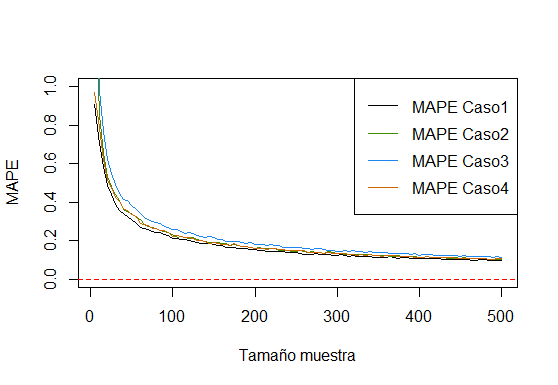 MAPE Caso1
MAPE Caso2
MAPE Caso3
MAPE Caso4
MAPE
1.0
0.8
0.6
0.4
0.2
0.0
0 100 200 300 400 500
Tamaño muestra